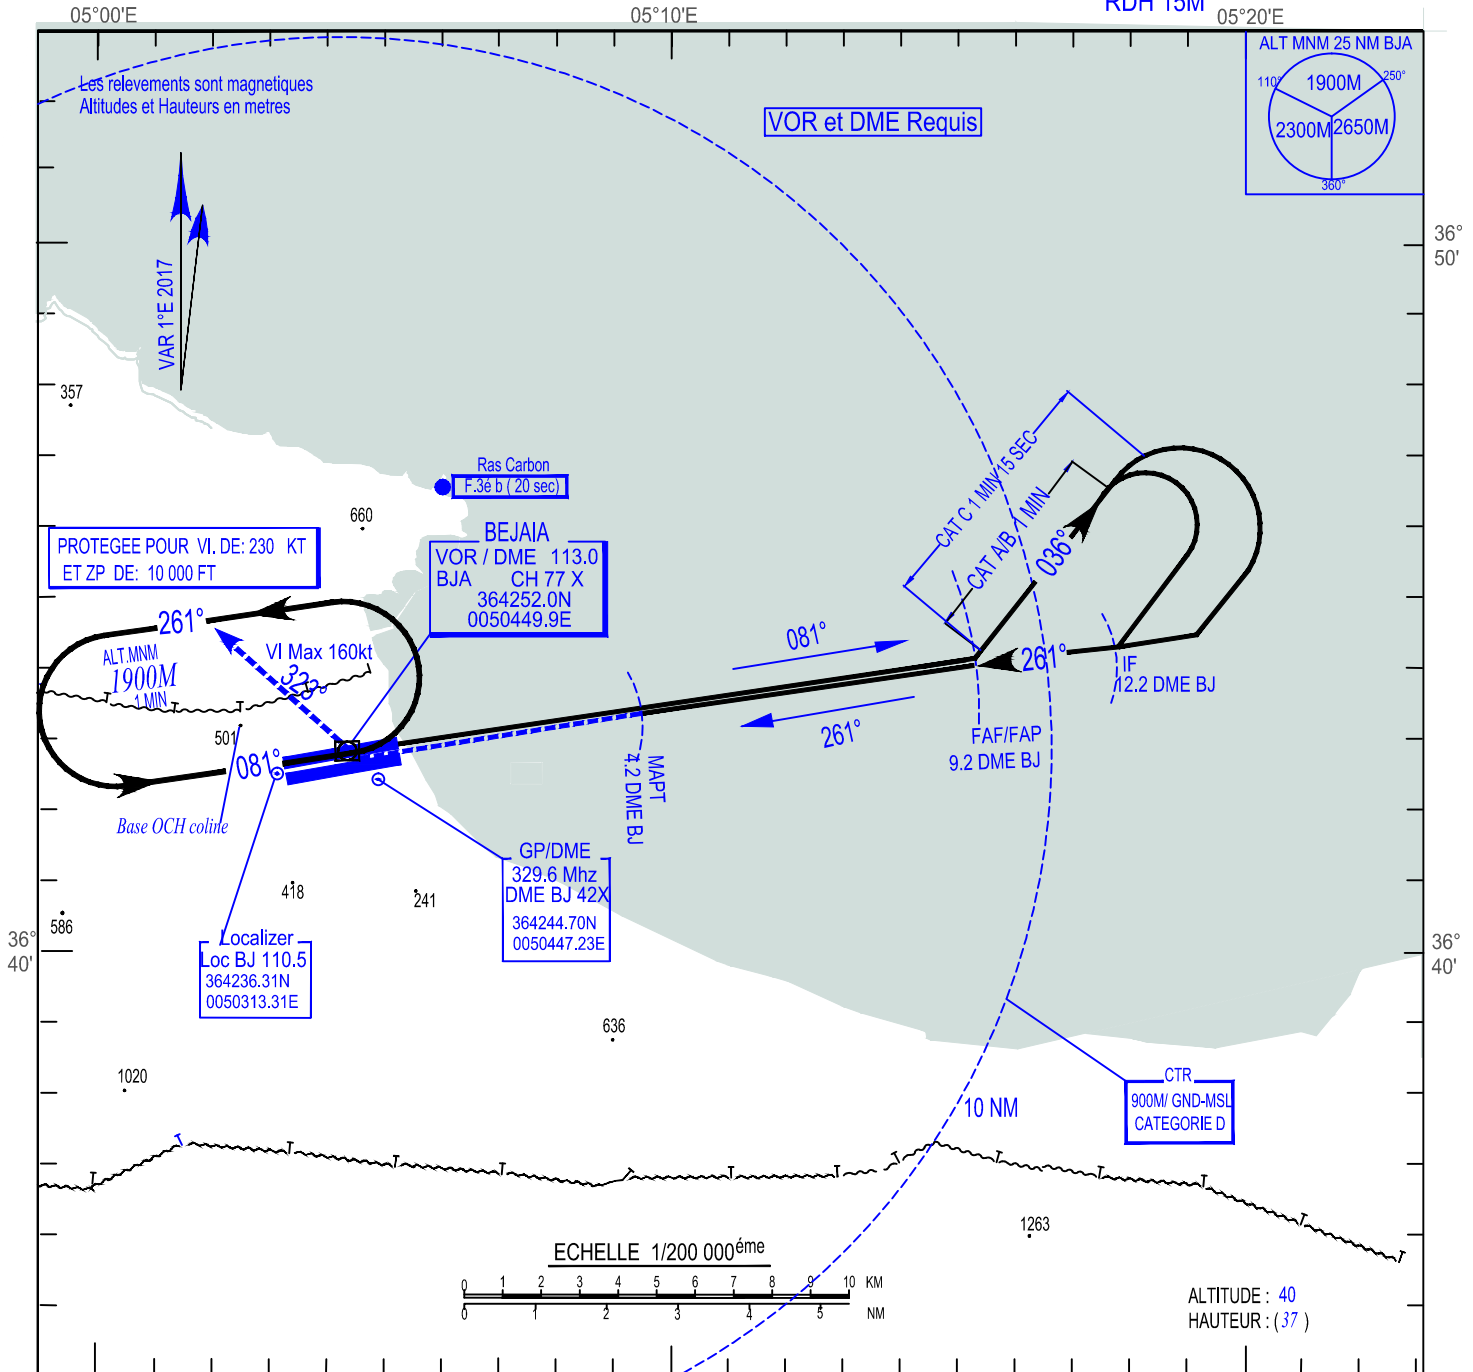 RDH 15M
05°00'E
05°10'E
05°20'E
ALT MNM 25 NM BJA
110°
250°
1900M
2300M
2650M
360°
Les relevements sont magnetiques
Altitudes et Hauteurs en metres
VOR et DME Requis
VAR 1°E 2017
36°
50'
357
Ras Carbon
F.3é b ( 20 sec)
660
PROTEGEE POUR VI. DE: 230 KT
ET ZP DE: 10 000 FT
BEJAIA
VOR / DME 113.0
BJA CH 77 X
364252.0N
0050449.9E
CAT C 1 MIN 15 SEC
CAT A/B 1 MIN
036°
261°
ALT.MNM
1900M
1 MIN
VI Max 160kt
323°
081°
261°
IF
12.2 DME BJ
261°
FAF/FAP
9.2 DME BJ
MAPT
4.2 DME BJ
501
081°
Base OCH coline
GP/DME
329.6 Mhz
DME BJ 42X
364244.70N
0050447.23E
418
241
586
Localizer
Loc BJ 110.5
364236.31N
0050313.31E
36°
40'
36°
40'
636
1020
CTR
900M/ GND-MSL
CATEGORIE D
10 NM
1263
ECHELLE 1/200 000éme
0 1 2 3 4 5 6 7 8 9 10 KM
0 1 2 3 4 5 NM
ALTITUDE : 40
HAUTEUR : ( 37 )